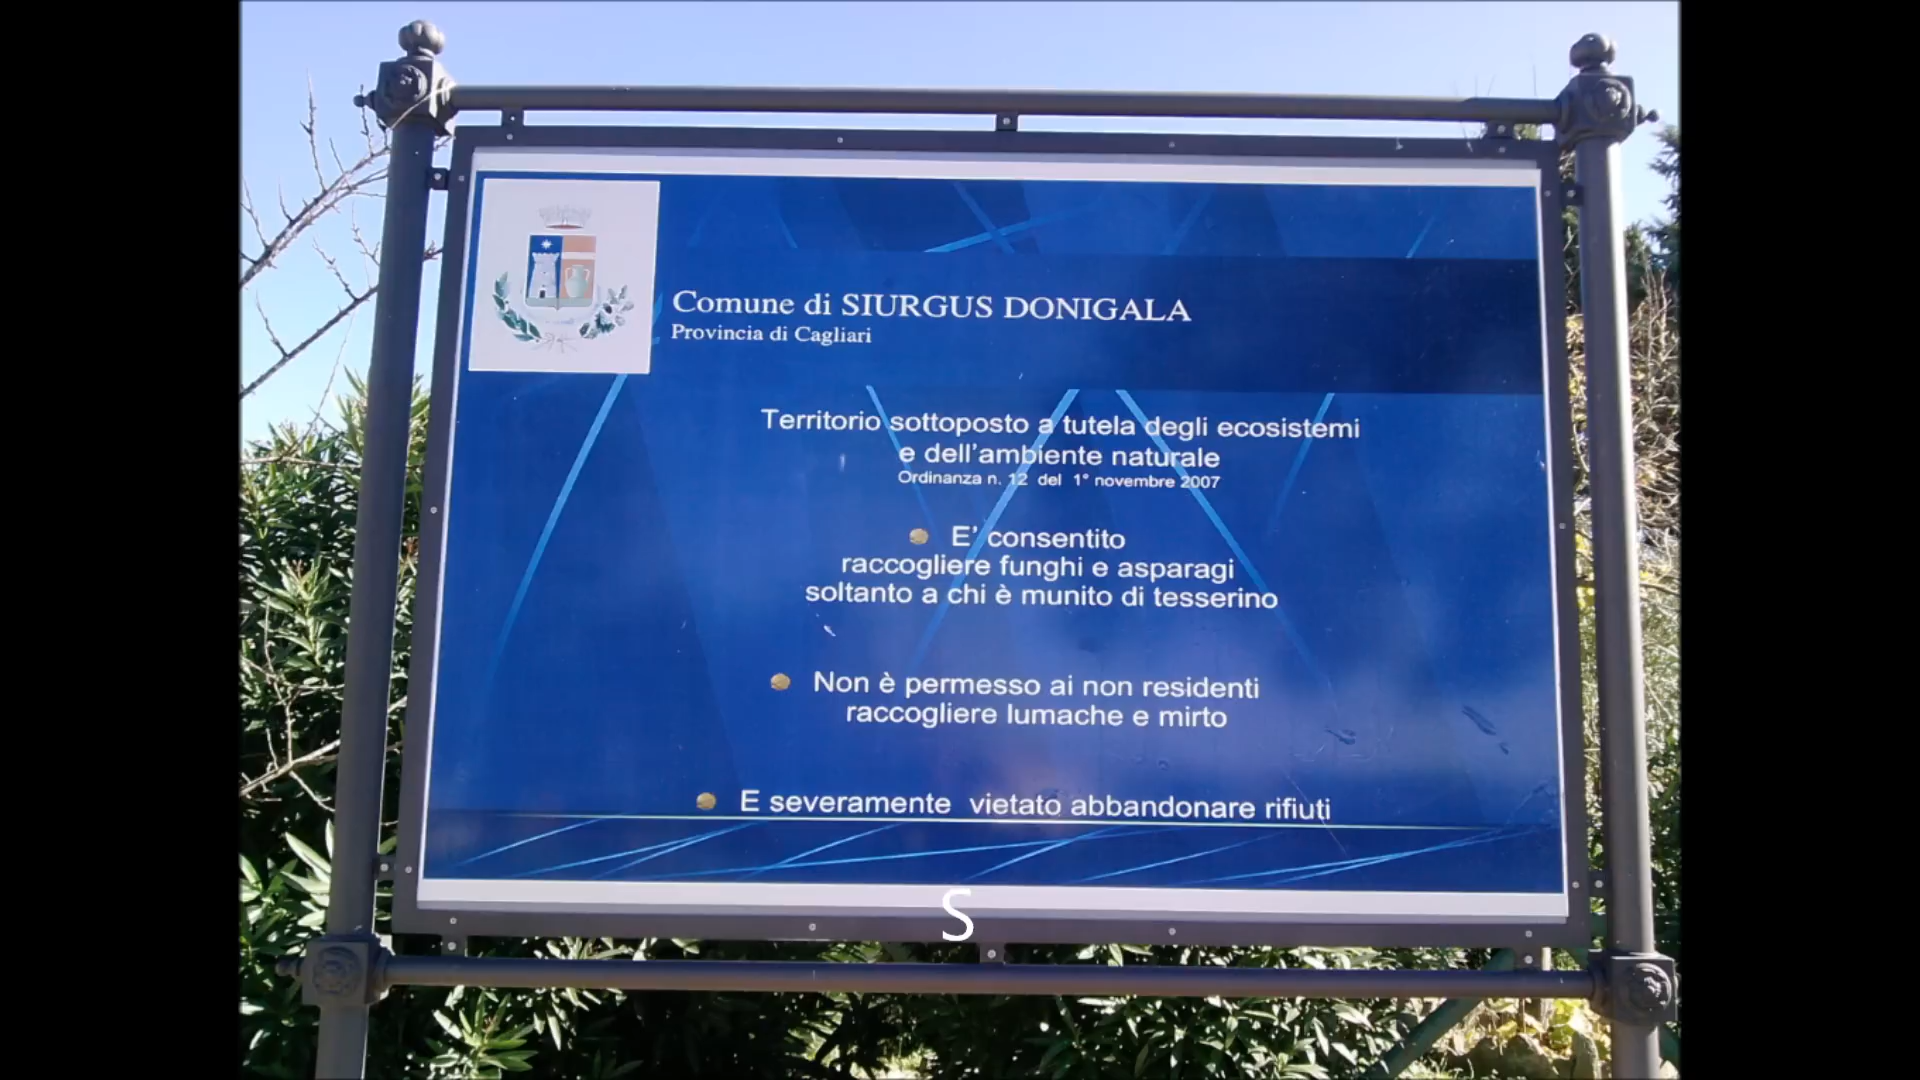 Comune di SIURGUS DONIGALA
Provincia di Cagliari
Territorio sottoposto a tutela degli ecosistemi
e dell'ambiente naturale
Ordinanza n. 12 del 1° novembre 2007
E' consentito
raccogliere funghi e asparagi
soltanto a chi è munito di tesserino
Non è permesso ai non residenti
raccogliere lumache e mirto
E severamente vietato abbandonare rifiuti
S